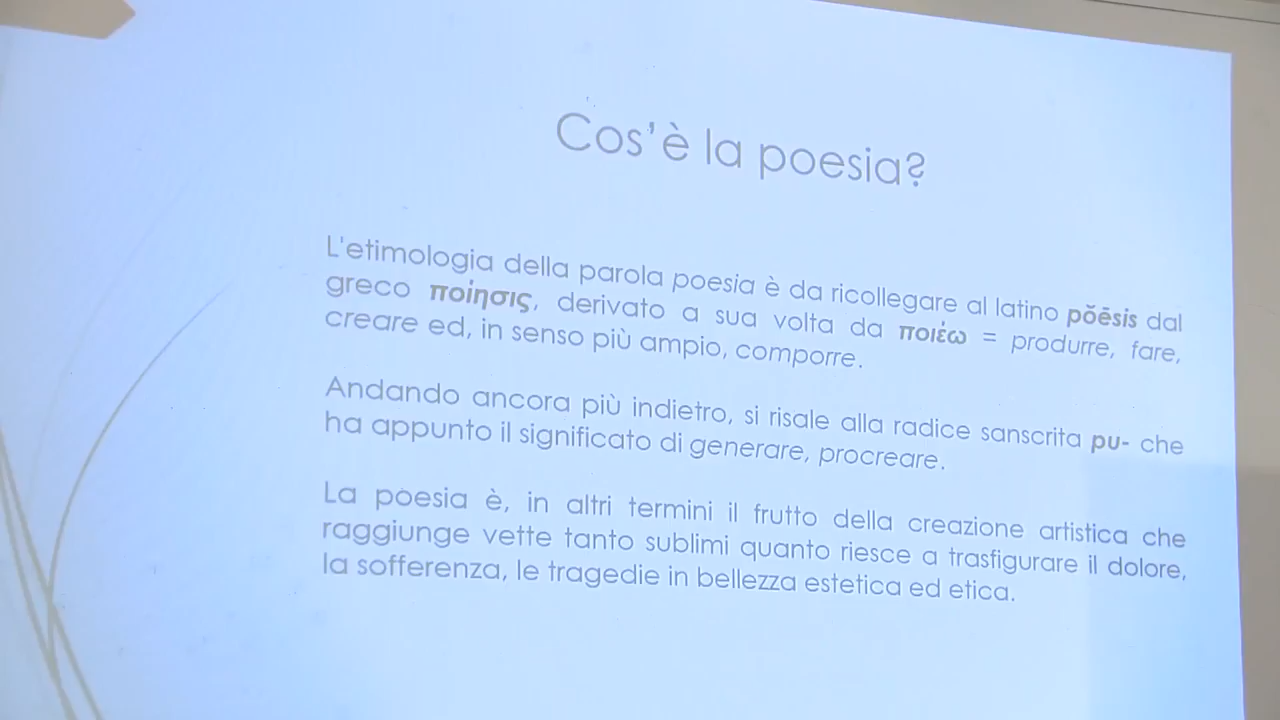 Cos'è la poesia?
L'etimologia della parola poesia è da ricollegare al latino pŏēsis dal
greco ποίησις, derivato a sua volta da ποιέω = produrre, fare,
creare ed, in senso più ampio, comporre.
Andando ancora più indietro, si risale alla radice sanscrita pu- che
ha appunto il significato di generare, procreare.
La poesia è, in altri termini il frutto della creazione artistica che
raggiunge vette tanto sublimi quanto riesce a trasfigurare il dolore,
la sofferenza, le tragedie in bellezza estetica ed etica.